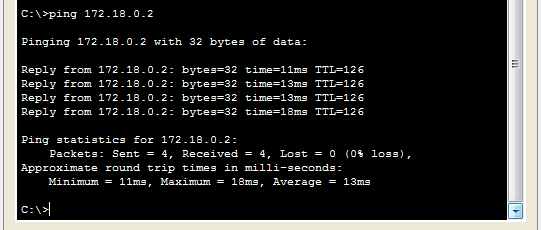 C:\>ping 172.18.0.2
Pinging 172.18.0.2 with 32 bytes of data:
Reply from 172.18.0.2: bytes=32 time=11ms TTL=126
Reply from 172.18.0.2: bytes=32 time=13ms TTL=126
Reply from 172.18.0.2: bytes=32 time=13ms TTL=126
Reply from 172.18.0.2: bytes=32 time=18ms TTL=126
Ping statistics for 172.18.0.2:
    Packets: Sent = 4, Received = 4, Lost = 0 (0% loss),
Approximate round trip times in milli-seconds:
    Minimum = 11ms, Maximum = 18ms, Average = 13ms
C:\>